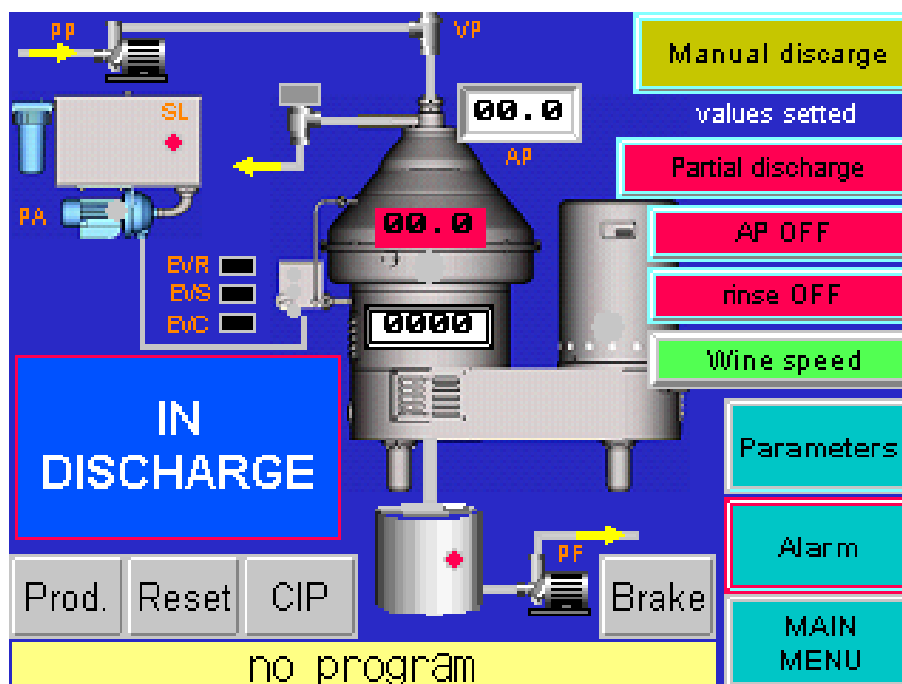 PP
VP
Manual discarge
SL
00.0
values setted
AP
Partial discharge
PA
00.0
AP OFF
EVR
EVS
rinse OFF
EVC
0000
Wine speed
IN
DISCHARGE
Parameters
PF
Alarm
Prod.
Reset
CIP
Brake
MAIN
MENU
no program